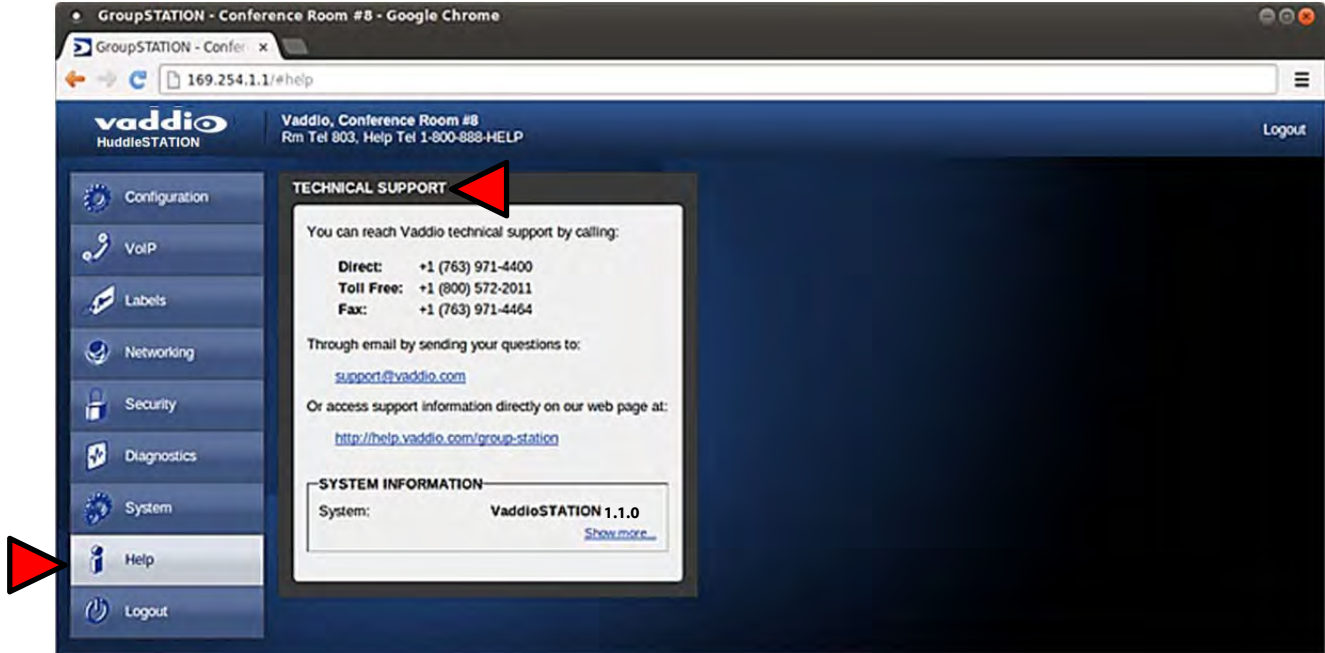 GroupSTATION - Conference Room #8 - Google Chrome
GroupSTATION - Confer
169.254.1.1/#help
vaddio
HuddleSTATION
Vaddio, Conference Room #8
Rm Tel 803, Help Tel 1-800-888-HELP
Logout
Configuration
VoIP
Labels
Networking
Security
Diagnostics
System
Help
Logout
TECHNICAL SUPPORT
You can reach Vaddio technical support by calling:
Direct: +1 (763) 971-4400
Toll Free: +1 (800) 572-2011
Fax: +1 (763) 971-4464
Through email by sending your questions to:
support@vaddio.com
Or access support information directly on our web page at:
http://help.vaddio.com/group-station
SYSTEM INFORMATION
System: VaddioSTATION 1.1.0
Show more...